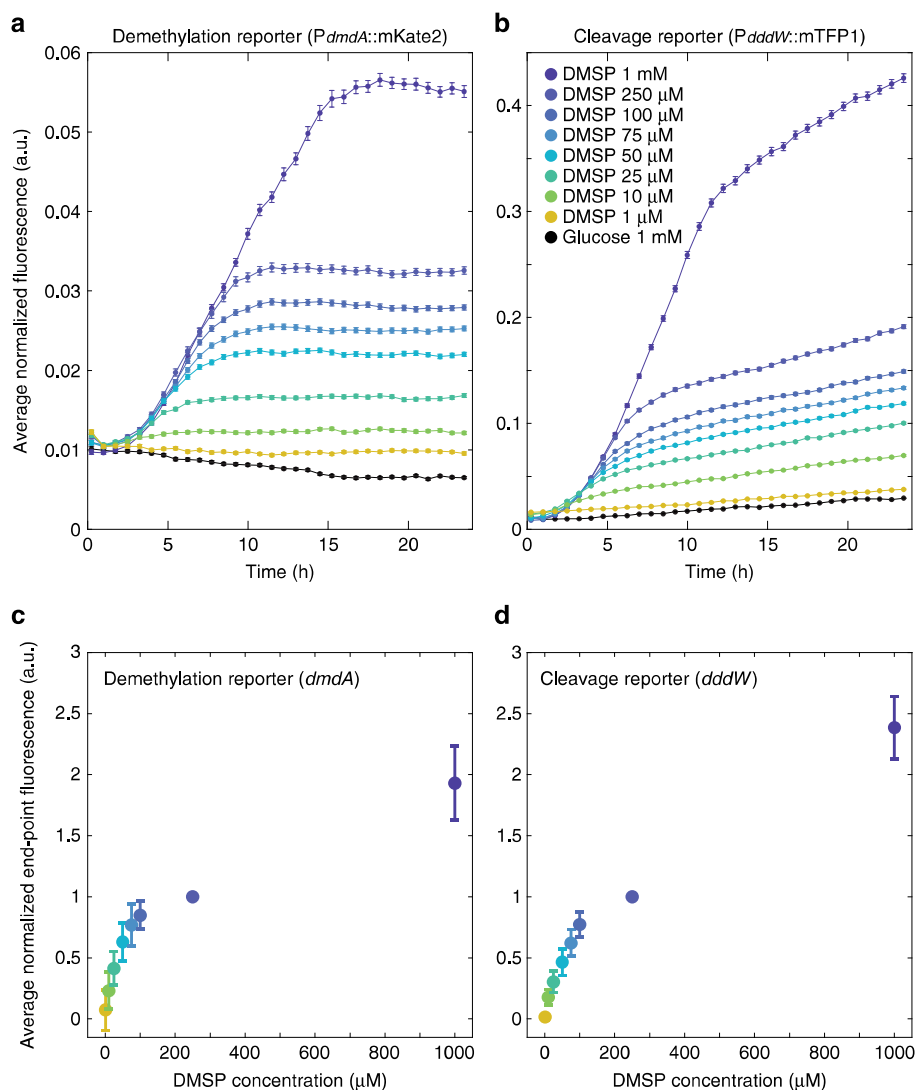 a
Demethylation reporter (PdmdA::mKate2)
0.06
0.05
0.04
0.03
0.02
0.01
0
Average normalized fluorescence (a.u.)
0 5 10 15 20
Time (h)
b
Cleavage reporter (PdddW::mTFP1)
0.4
0.3
0.2
0.1
0
DMSP 1 mM
DMSP 250 μM
DMSP 100 μM
DMSP 75 μM
DMSP 50 μM
DMSP 25 μM
DMSP 10 μM
DMSP 1 μM
Glucose 1 mM
0 5 10 15 20
Time (h)
c
Demethylation reporter (dmdA)
3
2.5
2
1.5
1
0.5
0
Average normalized end-point fluorescence (a.u.)
0 200 400 600 800 1000
DMSP concentration (μM)
d
Cleavage reporter (dddW)
3
2.5
2
1.5
1
0.5
0
0 200 400 600 800 1000
DMSP concentration (μM)